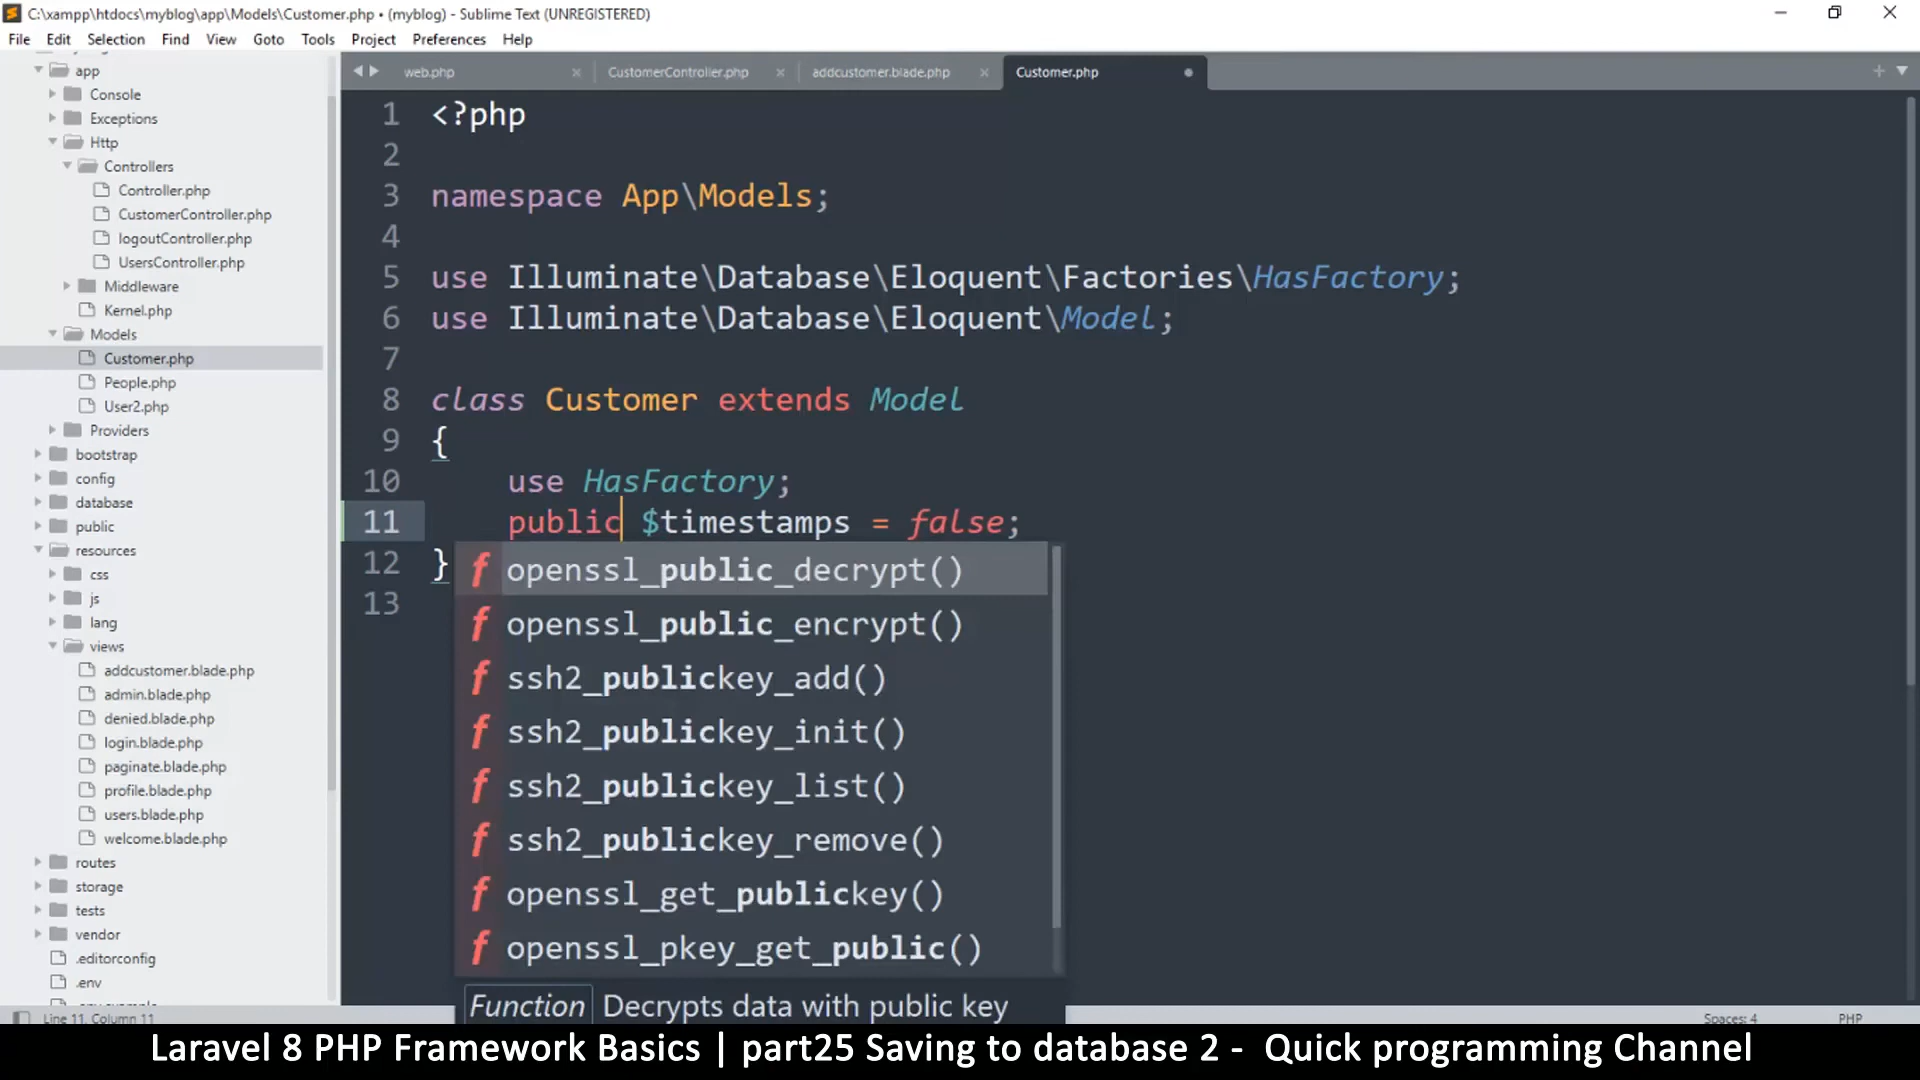 C:\xampp\htdocs\myblog\app\Models\Customer.php • (myblog) - Sublime Text (UNREGISTERED)
File Edit Selection Find View Goto Tools Project Preferences Help
web.php CustomerController.php addcustomer.blade.php Customer.php
app
Console
Exceptions
Http
Controllers
Controller.php
CustomerController.php
logoutController.php
UsersController.php
Middleware
Kernel.php
Models
Customer.php
People.php
User2.php
Providers
bootstrap
config
database
public
resources
css
js
lang
views
addcustomer.blade.php
admin.blade.php
denied.blade.php
login.blade.php
paginate.blade.php
profile.blade.php
users.blade.php
welcome.blade.php
routes
storage
tests
vendor
.editorconfig
.env
1 <?php
2
3 namespace App\Models;
4
5 use Illuminate\Database\Eloquent\Factories\HasFactory;
6 use Illuminate\Database\Eloquent\Model;
7
8 class Customer extends Model
9 {
10 use HasFactory;
11 public $timestamps = false;
12 }
13
f openssl_public_decrypt()
f openssl_public_encrypt()
f ssh2_publickey_add()
f ssh2_publickey_init()
f ssh2_publickey_list()
f ssh2_publickey_remove()
f openssl_get_publickey()
f openssl_pkey_get_public()
Function Decrypts data with public key
Line 11, Column 11 Spaces: 4 PHP
Laravel 8 PHP Framework Basics | part25 Saving to database 2 - Quick programming Channel